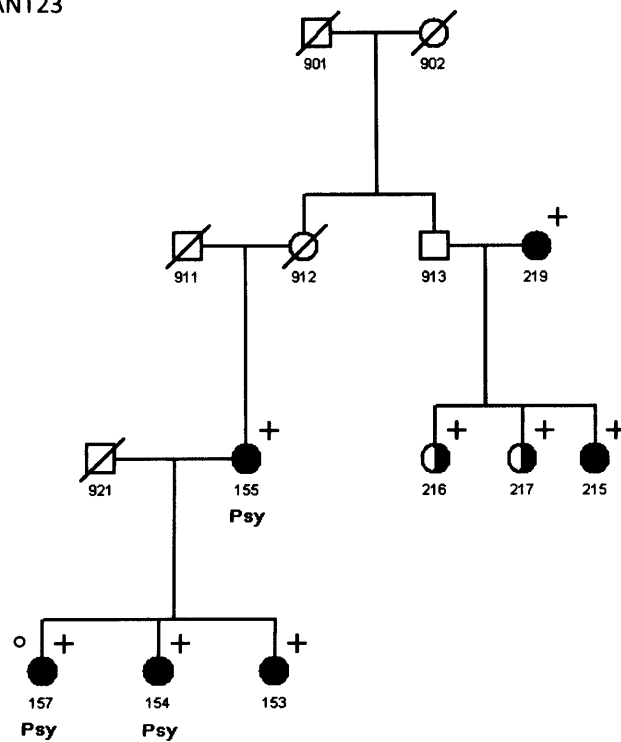 AN123
901 902
+
911 912 913 219
+ + + +
921 155 216 217 215
Psy
+ + +
157 154 153
Psy Psy